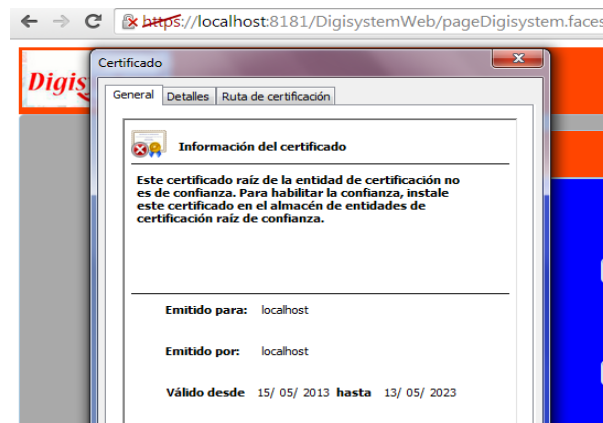 https://localhost:8181/DigisystemWeb/pageDigisystem.faces
Certificado
Digis
General Detalles Ruta de certificación
Información del certificado
Este certificado raíz de la entidad de certificación no
es de confianza. Para habilitar la confianza, instale
este certificado en el almacén de entidades de
certificación raíz de confianza.
Emitido para: localhost
Emitido por: localhost
Válido desde 15/ 05/ 2013 hasta 13/ 05/ 2023